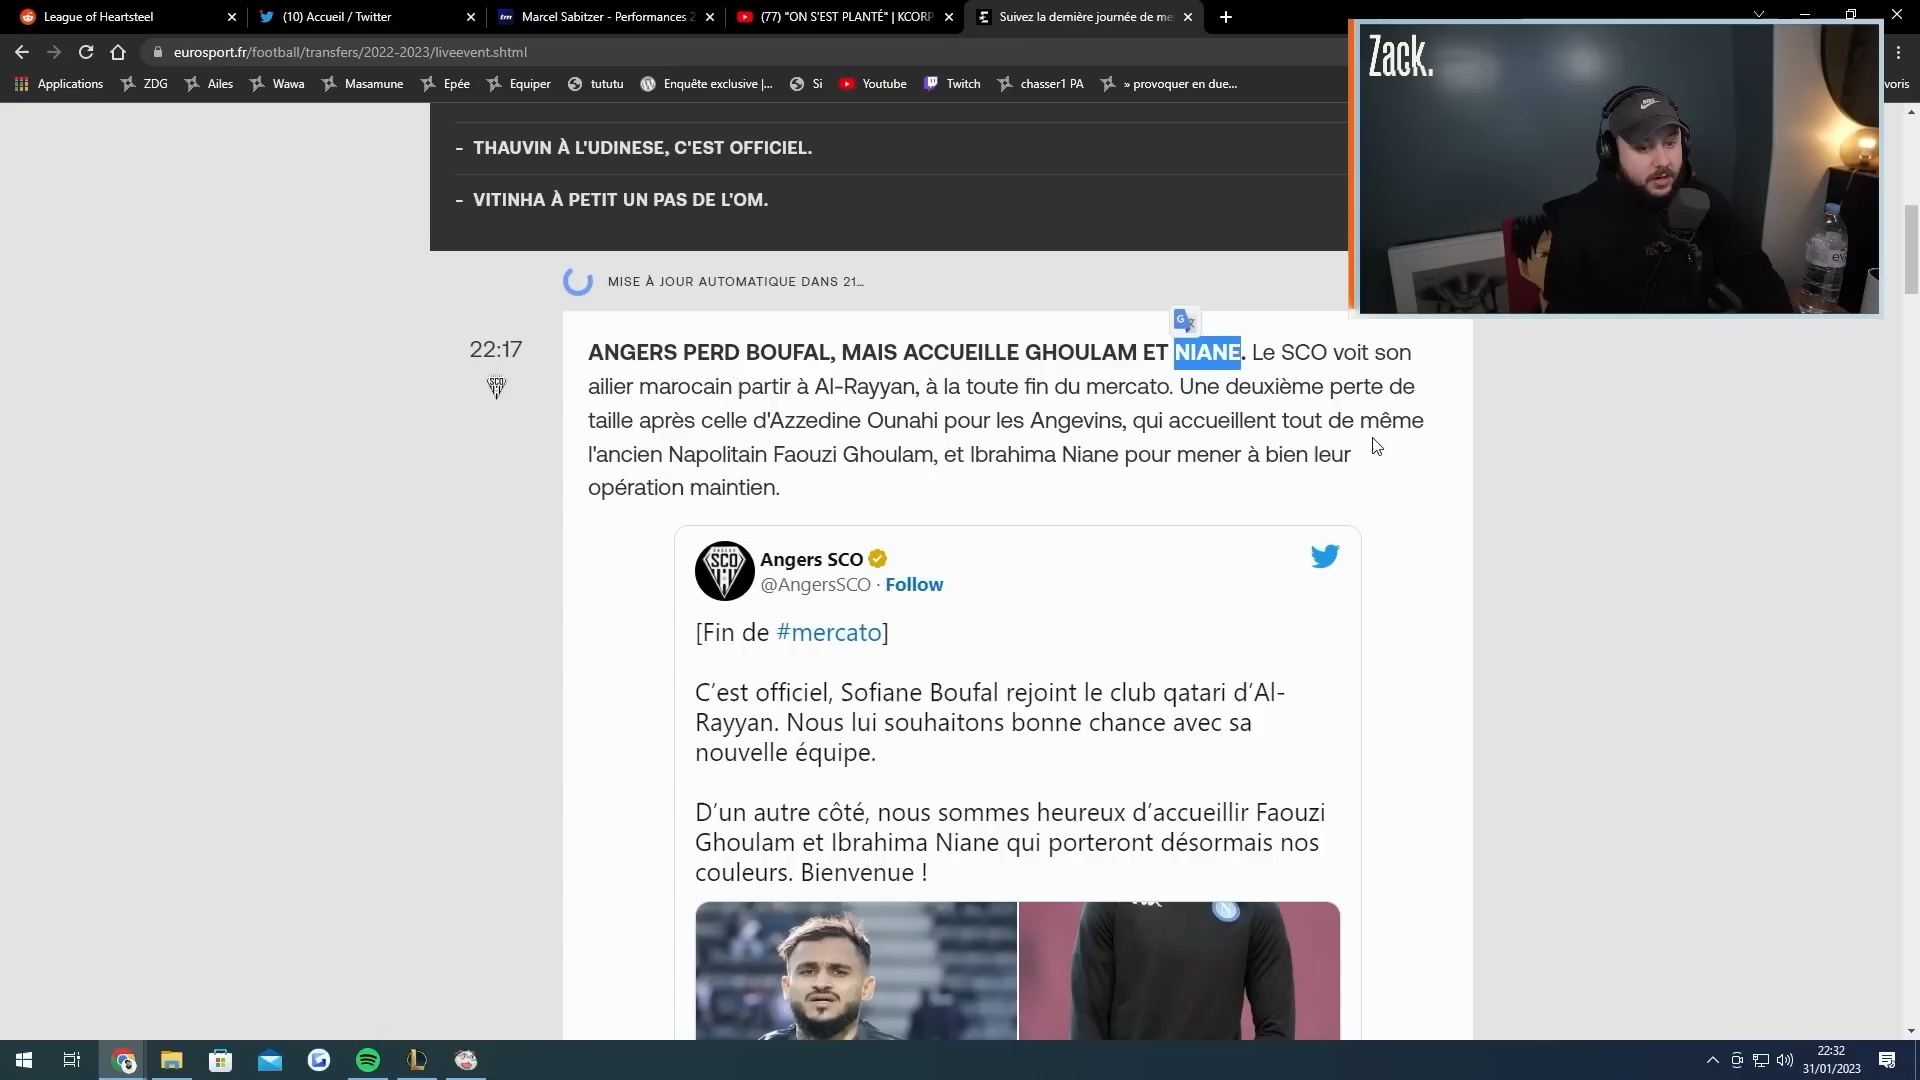 League of Heartsteel
(10) Accueil / Twitter
Marcel Sabitzer - Performances 2
(77) "ON S'EST PLANTÉ" | KCORP
Suivez la dernière journée de me
eurosport.fr/football/transfers/2022-2023/liveevent.shtml
Applications
ZDG
Ailes
Wawa
Masamune
Epée
Equiper
tututu
Enquête exclusive |...
Si
Youtube
Twitch
chasser1 PA
» provoquer en due...
voris
Zack.
- THAUVIN À L'UDINESE, C'EST OFFICIEL.
- VITINHA À PETIT UN PAS DE L'OM.
MISE À JOUR AUTOMATIQUE DANS 21...
22:17
SCO
ANGERS PERD BOUFAL, MAIS ACCUEILLE GHOULAM ET NIANE. Le SCO voit son
ailier marocain partir à Al-Rayyan, à la toute fin du mercato. Une deuxième perte de
taille après celle d'Azzedine Ounahi pour les Angevins, qui accueillent tout de même
l'ancien Napolitain Faouzi Ghoulam, et Ibrahima Niane pour mener à bien leur
opération maintien.
SCO
Angers SCO
@AngersSCO · Follow
[Fin de #mercato]
C’est officiel, Sofiane Boufal rejoint le club qatari d’Al-
Rayyan. Nous lui souhaitons bonne chance avec sa
nouvelle équipe.
D’un autre côté, nous sommes heureux d’accueillir Faouzi
Ghoulam et Ibrahima Niane qui porteront désormais nos
couleurs. Bienvenue !
N
22:32
31/01/2023